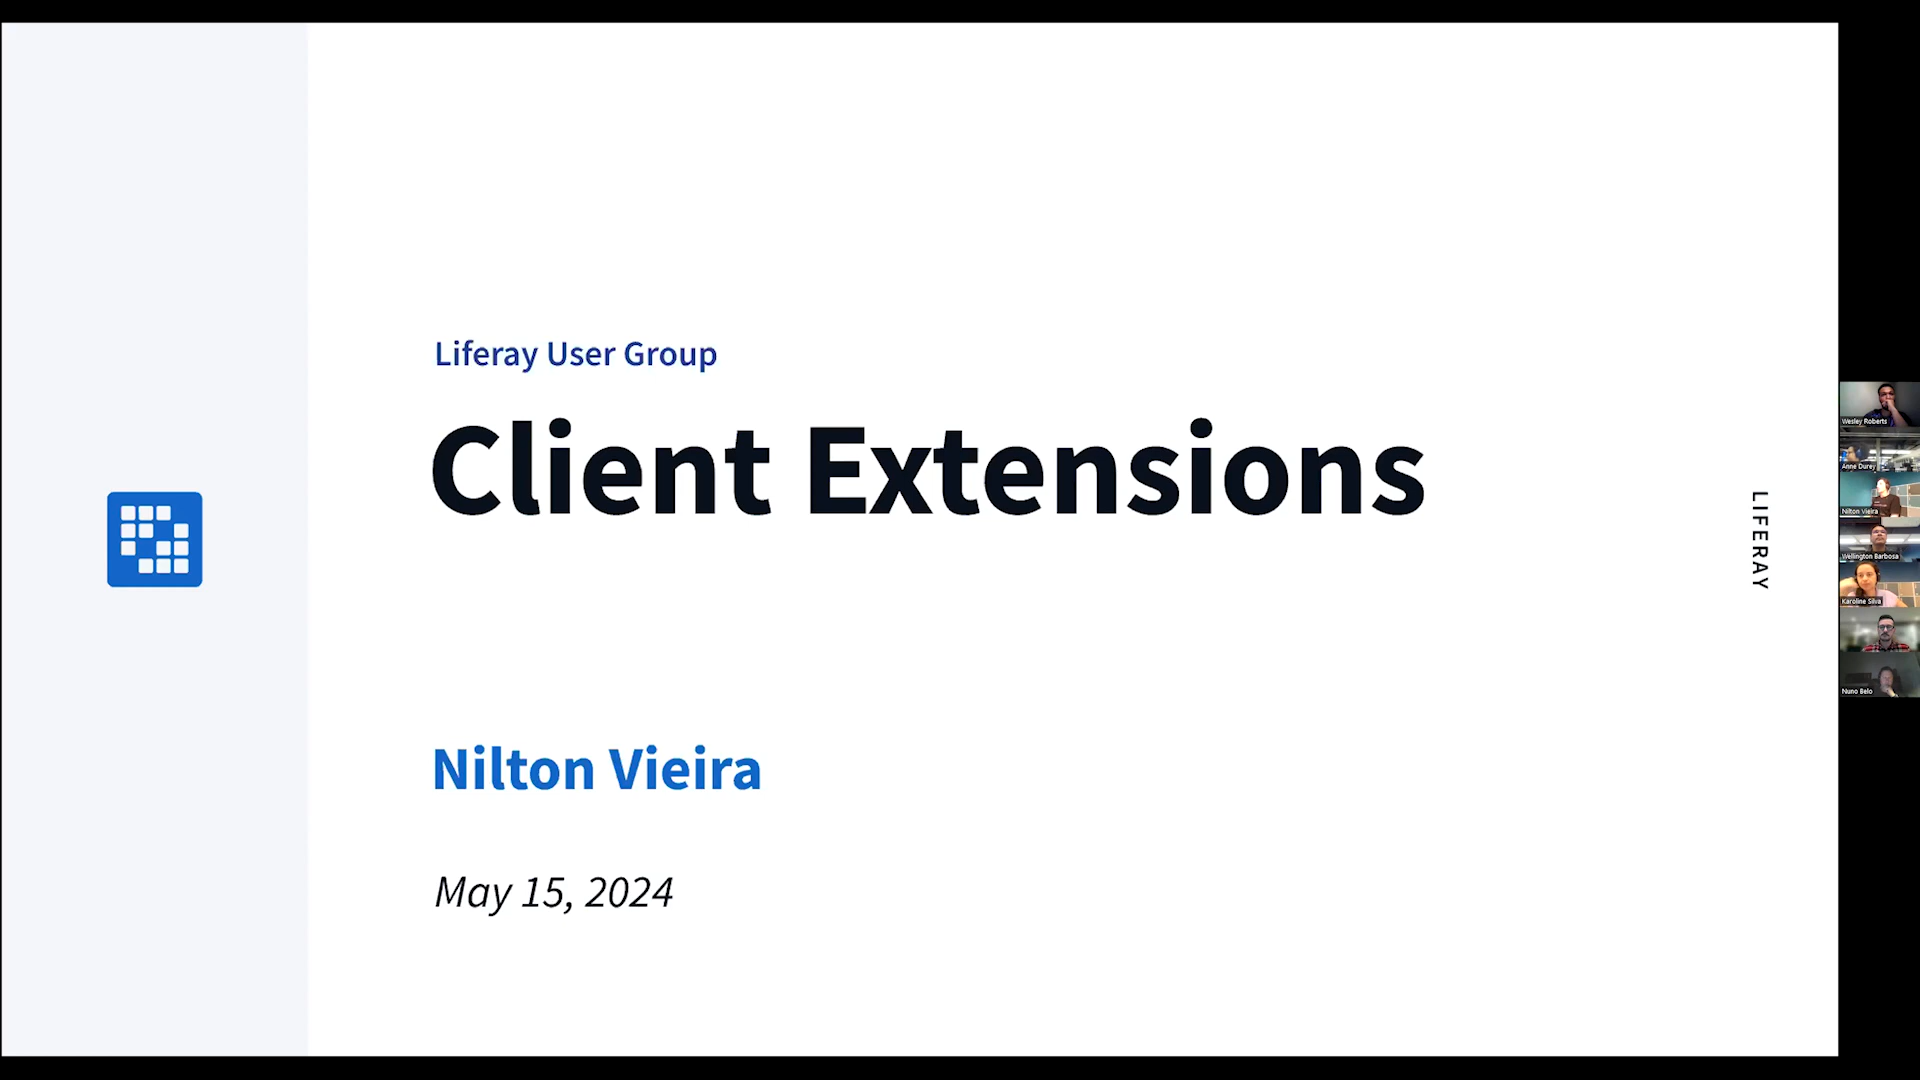 Liferay User Group
Client Extensions
Nilton Vieira
May 15, 2024
LIFERAY
Wesley Roberts
Anne Durey
Nilton Vieira
Wellington Barbosa
Karoline Silva
Nuno Belo